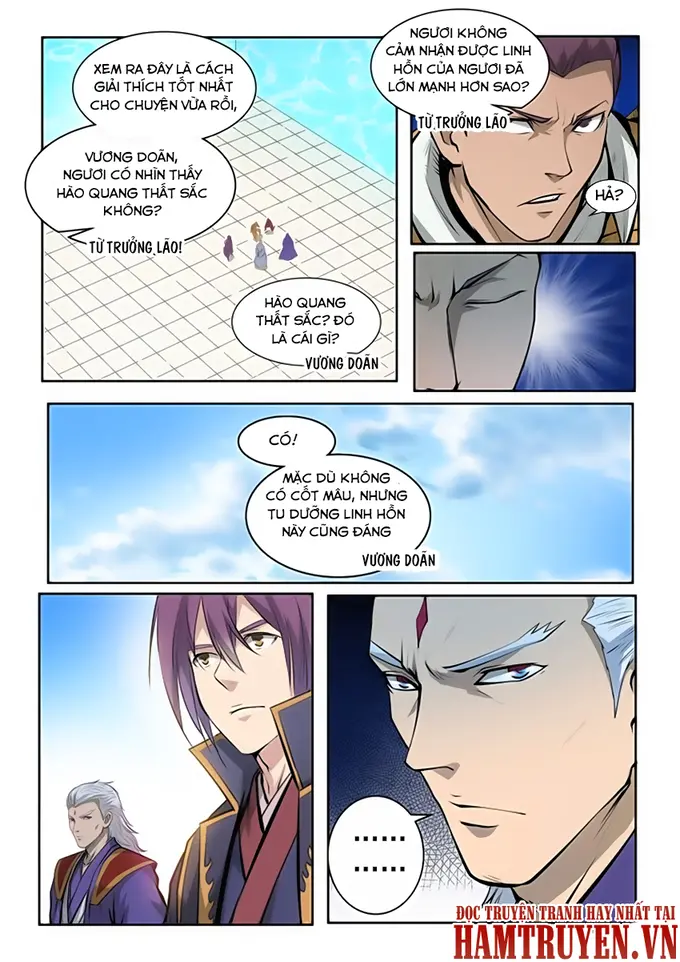 XEM RA ĐÂY LÀ CÁCH
GIẢI THÍCH TỐT NHẤT
CHO CHUYỆN VỪA RỒI,
VƯƠNG DOÃN,
NGƯƠI CÓ NHÌN THẤY
HÀO QUANG THẤT SẮC
KHÔNG?
TỪ TRƯỞNG LÃO!
HÀO QUANG
THẤT SẮC? ĐÓ
LÀ CÁI GÌ?
VƯƠNG DOÃN
NGƯƠI KHÔNG
CẢM NHẬN ĐƯỢC LINH
HỒN CỦA NGƯƠI ĐÃ
LỚN MẠNH HƠN SAO?
TỪ TRƯỞNG LÃO
HẢ?
CÓ!
MẶC DÙ KHÔNG
CÓ CỐT MÂU, NHƯNG
TU DƯỠNG LINH HỒN
NÀY CŨNG ĐÁNG
VƯƠNG DOÃN
......
......
ĐỌC TRUYỆN TRANH HAY NHẤT TẠI
HAMTRUYEN.VN